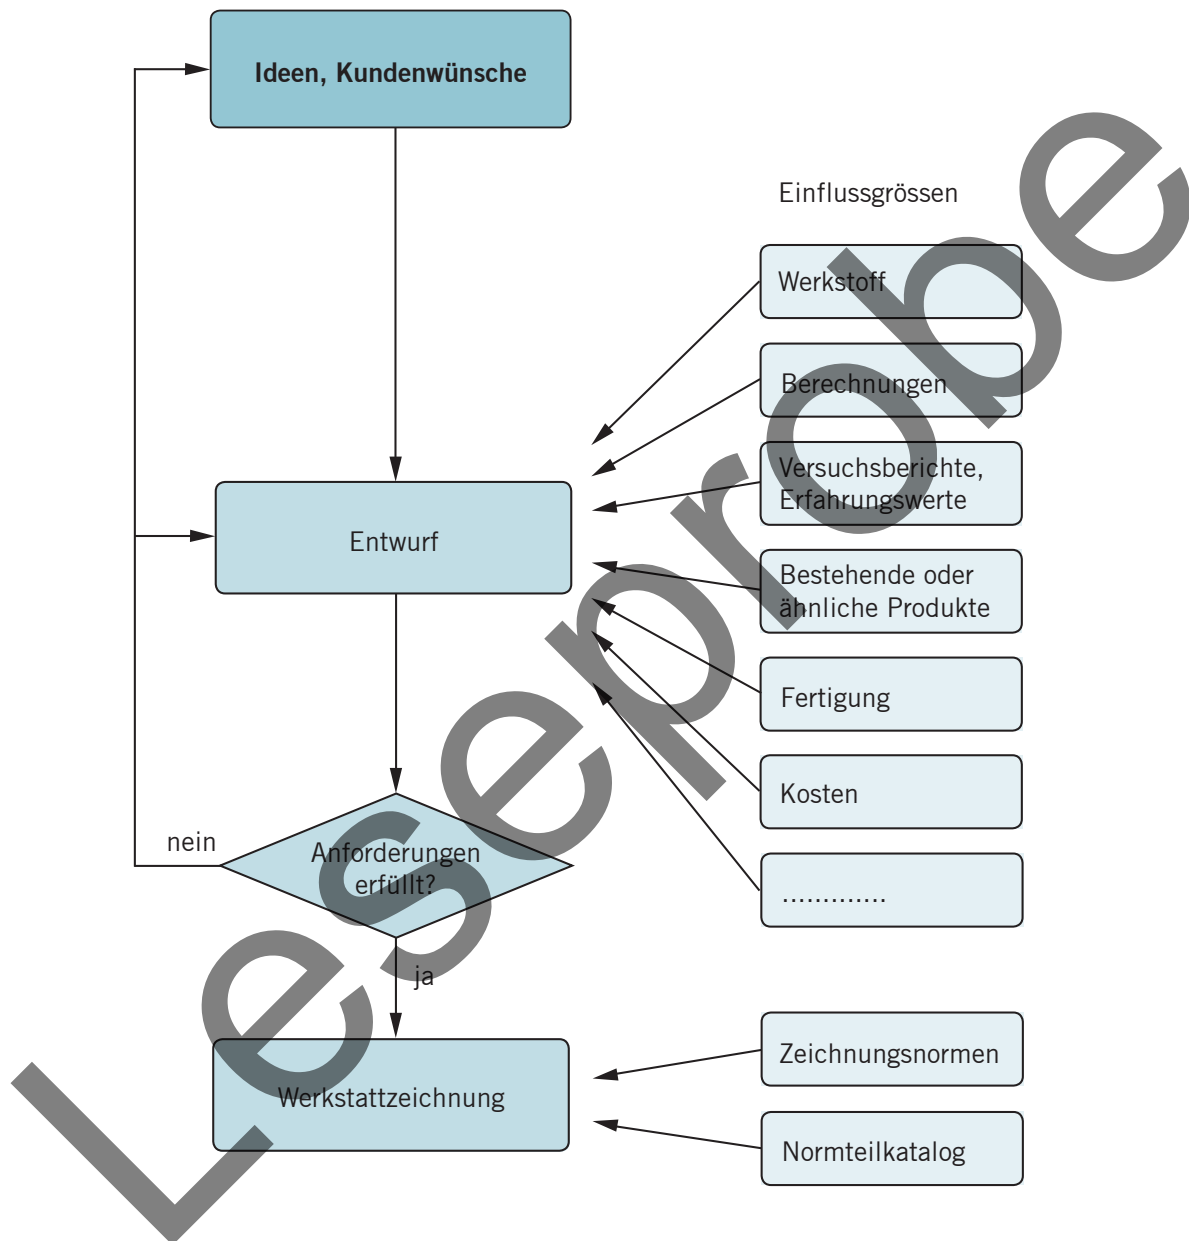 Ideen, Kundenwünsche
Einflussgrössen
Werkstoff
Berechnungen
Versuchsberichte,
Erfahrungswerte
Entwurf
Bestehende oder
ähnliche Produkte
Fertigung
Kosten
nein
Anforderungen
erfüllt?
.............
ja
Zeichnungsnormen
Werkstattzeichnung
Normteilkatalog
Leseprobe